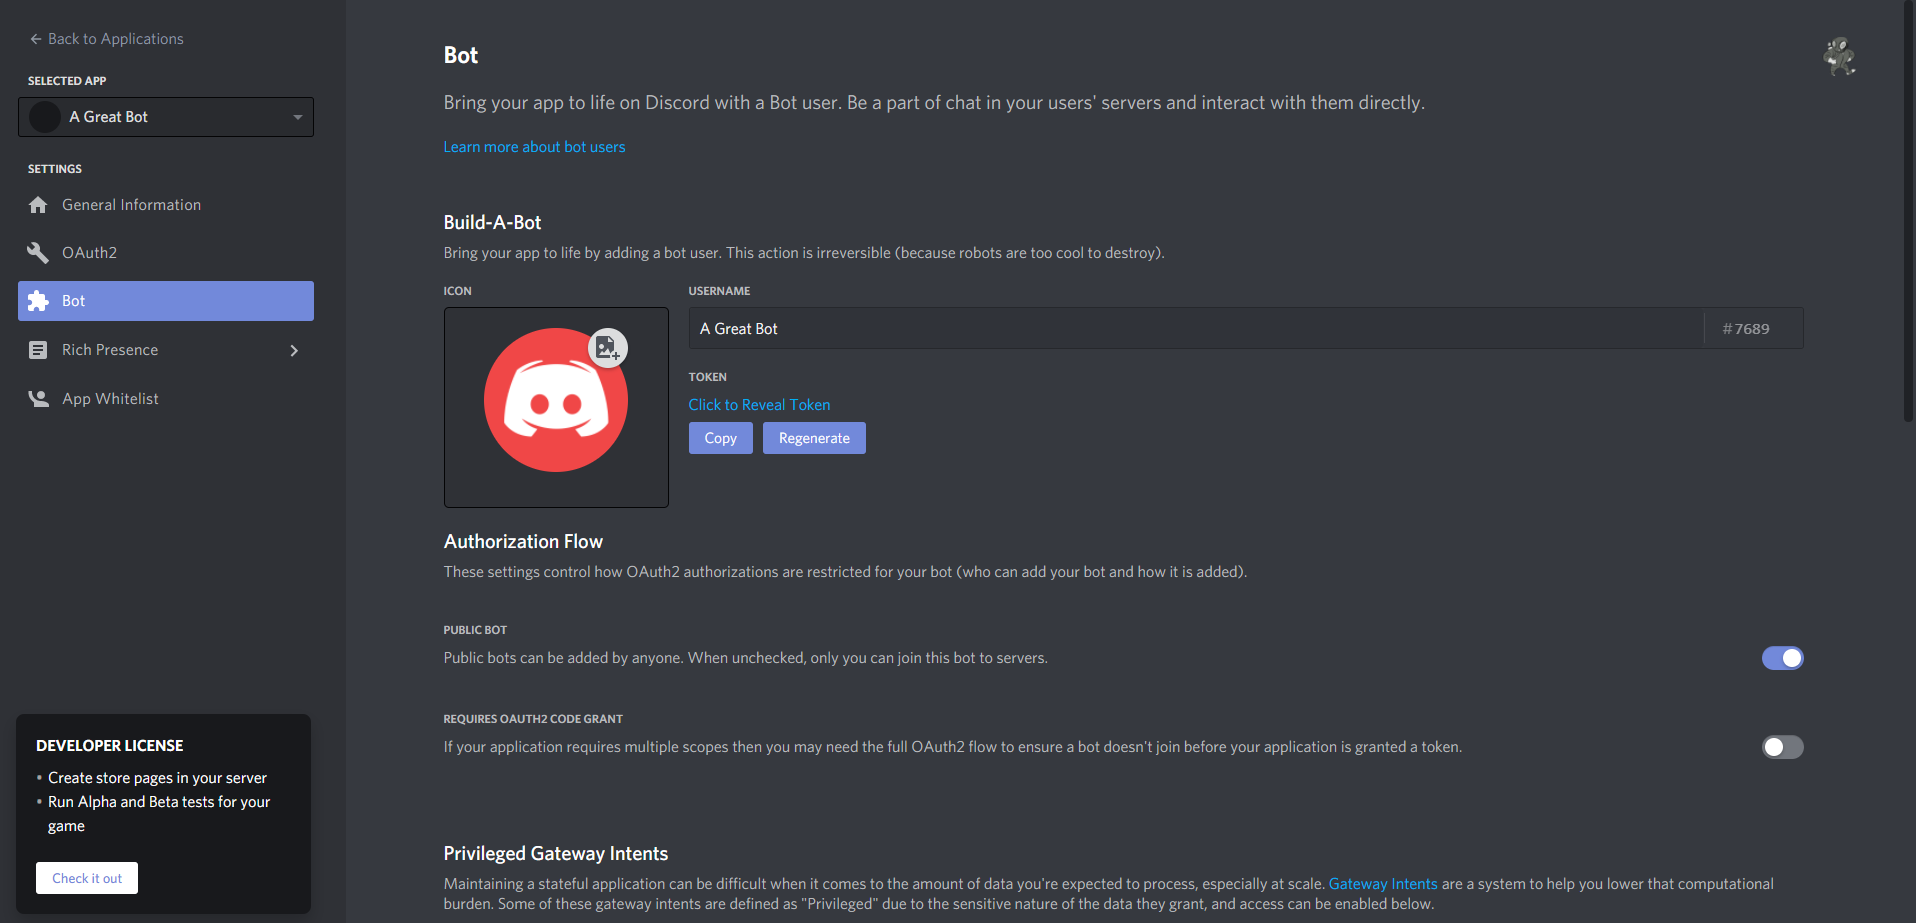 Back to Applications
SELECTED APP
A Great Bot
SETTINGS
General Information
OAuth2
Bot
Rich Presence
App Whitelist
DEVELOPER LICENSE
• Create store pages in your server
• Run Alpha and Beta tests for your
game
Check it out
Bot
Bring your app to life on Discord with a Bot user. Be a part of chat in your users' servers and interact with them directly.
Learn more about bot users
Build-A-Bot
Bring your app to life by adding a bot user. This action is irreversible (because robots are too cool to destroy).
ICON
USERNAME
A Great Bot #7689
TOKEN
Click to Reveal Token
Copy Regenerate
Authorization Flow
These settings control how OAuth2 authorizations are restricted for your bot (who can add your bot and how it is added).
PUBLIC BOT
Public bots can be added by anyone. When unchecked, only you can join this bot to servers.
REQUIRES OAUTH2 CODE GRANT
If your application requires multiple scopes then you may need the full OAuth2 flow to ensure a bot doesn't join before your application is granted a token.
Privileged Gateway Intents
Maintaining a stateful application can be difficult when it comes to the amount of data you're expected to process, especially at scale. Gateway Intents are a system to help you lower that computational
burden. Some of these gateway intents are defined as "Privileged" due to the sensitive nature of the data they grant, and access can be enabled below.